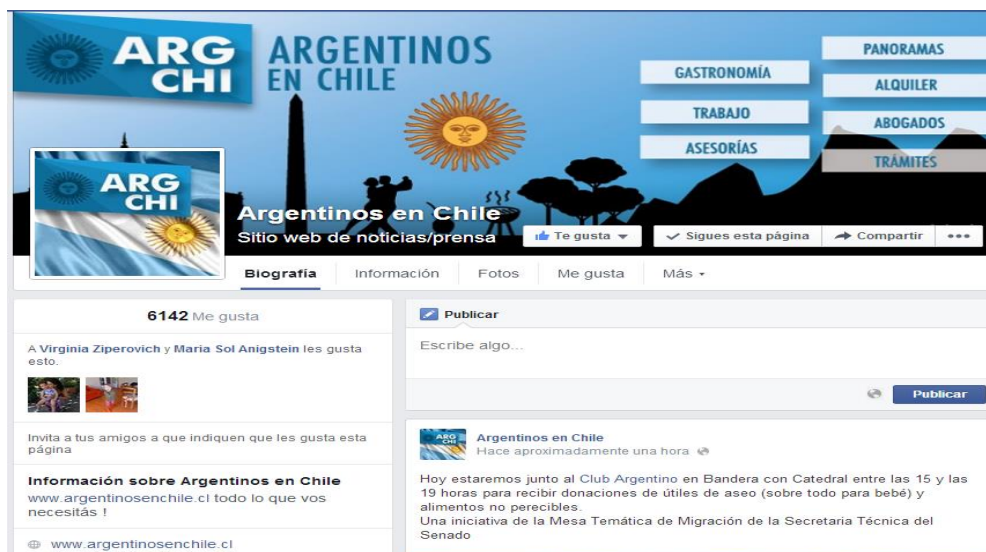 ARG
CHI
ARGENTINOS
EN CHILE
GASTRONOMÍA
TRABAJO
ASESORÍAS
PANORAMAS
ALQUILER
ABOGADOS
TRÁMITES
ARG
CHI
Argentinos en Chile
Sitio web de noticias/prensa
Te gusta
Sigues esta página
Compartir
Biografía
Información
Fotos
Me gusta
Más
6142 Me gusta
A Virginia Ziperovich y Maria Sol Anigstein les gusta
esto.
Invita a tus amigos a que indiquen que les gusta esta
página
Información sobre Argentinos en Chile
www.argentinosenchile.cl todo lo que vos
necesitás !
www.argentinosenchile.cl
Publicar
Escribe algo...
Publicar
ARG
CHI
Argentinos en Chile
Hace aproximadamente una hora
Hoy estaremos junto al Club Argentino en Bandera con Catedral entre las 15 y las
19 horas para recibir donaciones de útiles de aseo (sobre todo para bebé) y
alimentos no perecibles.
Una iniciativa de la Mesa Temática de Migración de la Secretaria Técnica del
Senado